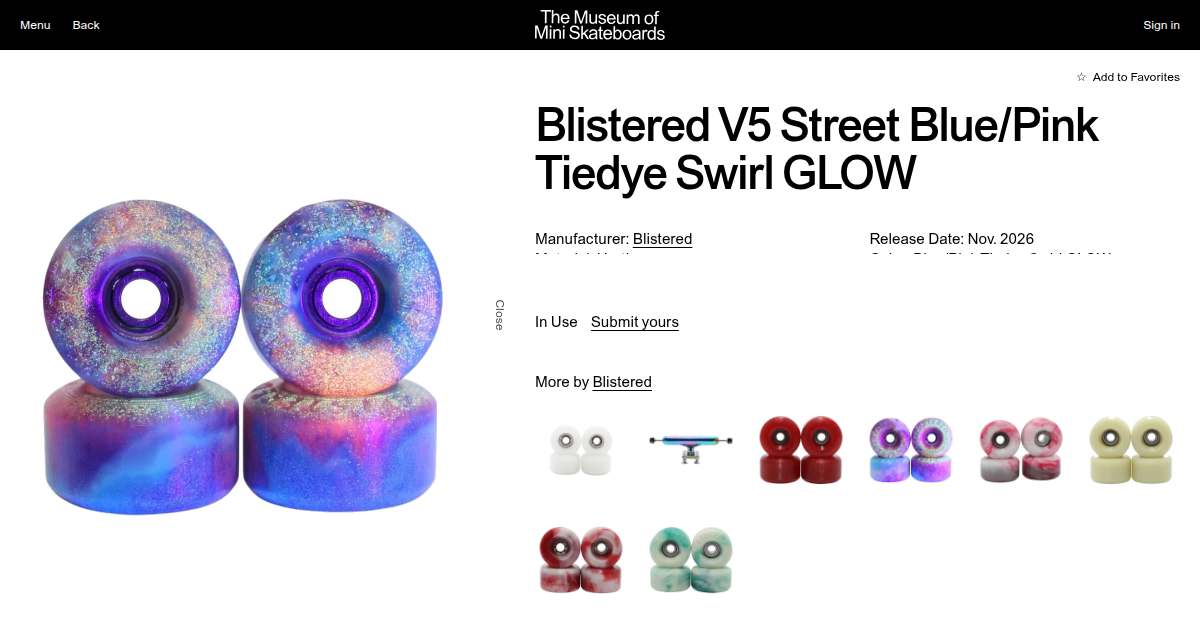 Menu
Back
The Museum of
Mini Skateboards
Sign in
☆ Add to Favorites
Blistered V5 Street Blue/Pink
Tiedye Swirl GLOW
Manufacturer: Blistered
Release Date: Nov. 2026
Close
In Use
Submit yours
More by Blistered